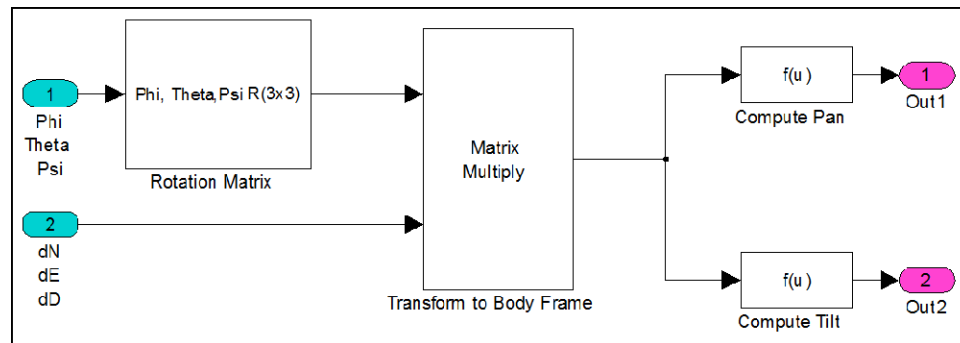 1
Phi
Theta
Psi
Phi, Theta,Psi R(3x3)
Rotation Matrix
2
dN
dE
dD
Matrix
Multiply
Transform to Body Frame
f(u)
Compute Pan
1
Out1
f(u)
Compute Tilt
2
Out2